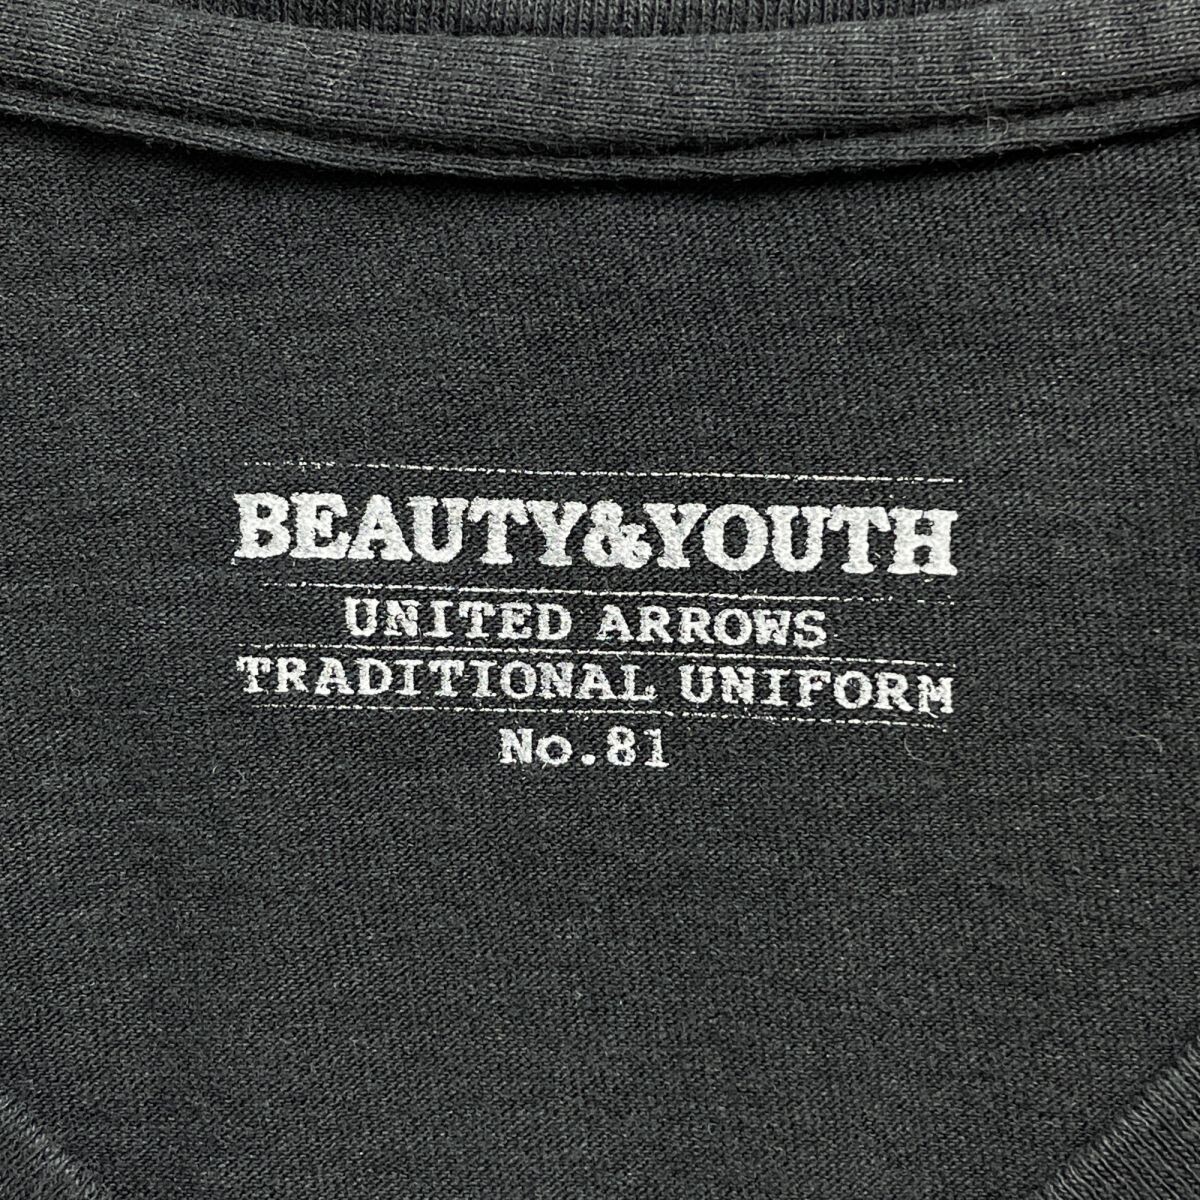 BEAUTY&YOUTH
UNITED ARROWS
TRADITIONAL UNIFORM
No.81